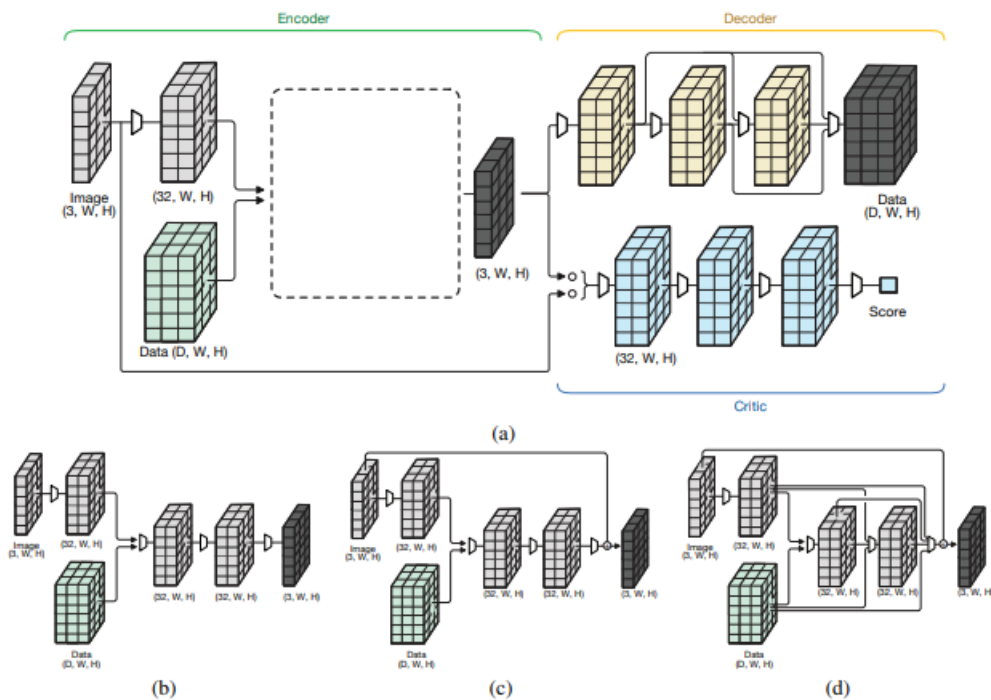 Encoder
Decoder
Image
(3, W, H)
(32, W, H)
Data (D, W, H)
(3, W, H)
Data
(D, W, H)
(32, W, H)
Score
Critic
(a)
Image
(3, W, H)
(32, W, H)
Data
(D, W, H)
(32, W, H)
(32, W, H)
(3, W, H)
(b)
Image
(3, W, H)
(32, W, H)
Data
(D, W, H)
(32, W, H)
(32, W, H)
(3, W, H)
(c)
Image
(3, W, H)
(32, W, H)
Data
(D, W, H)
(32, W, H)
(32, W, H)
(3, W, H)
(d)